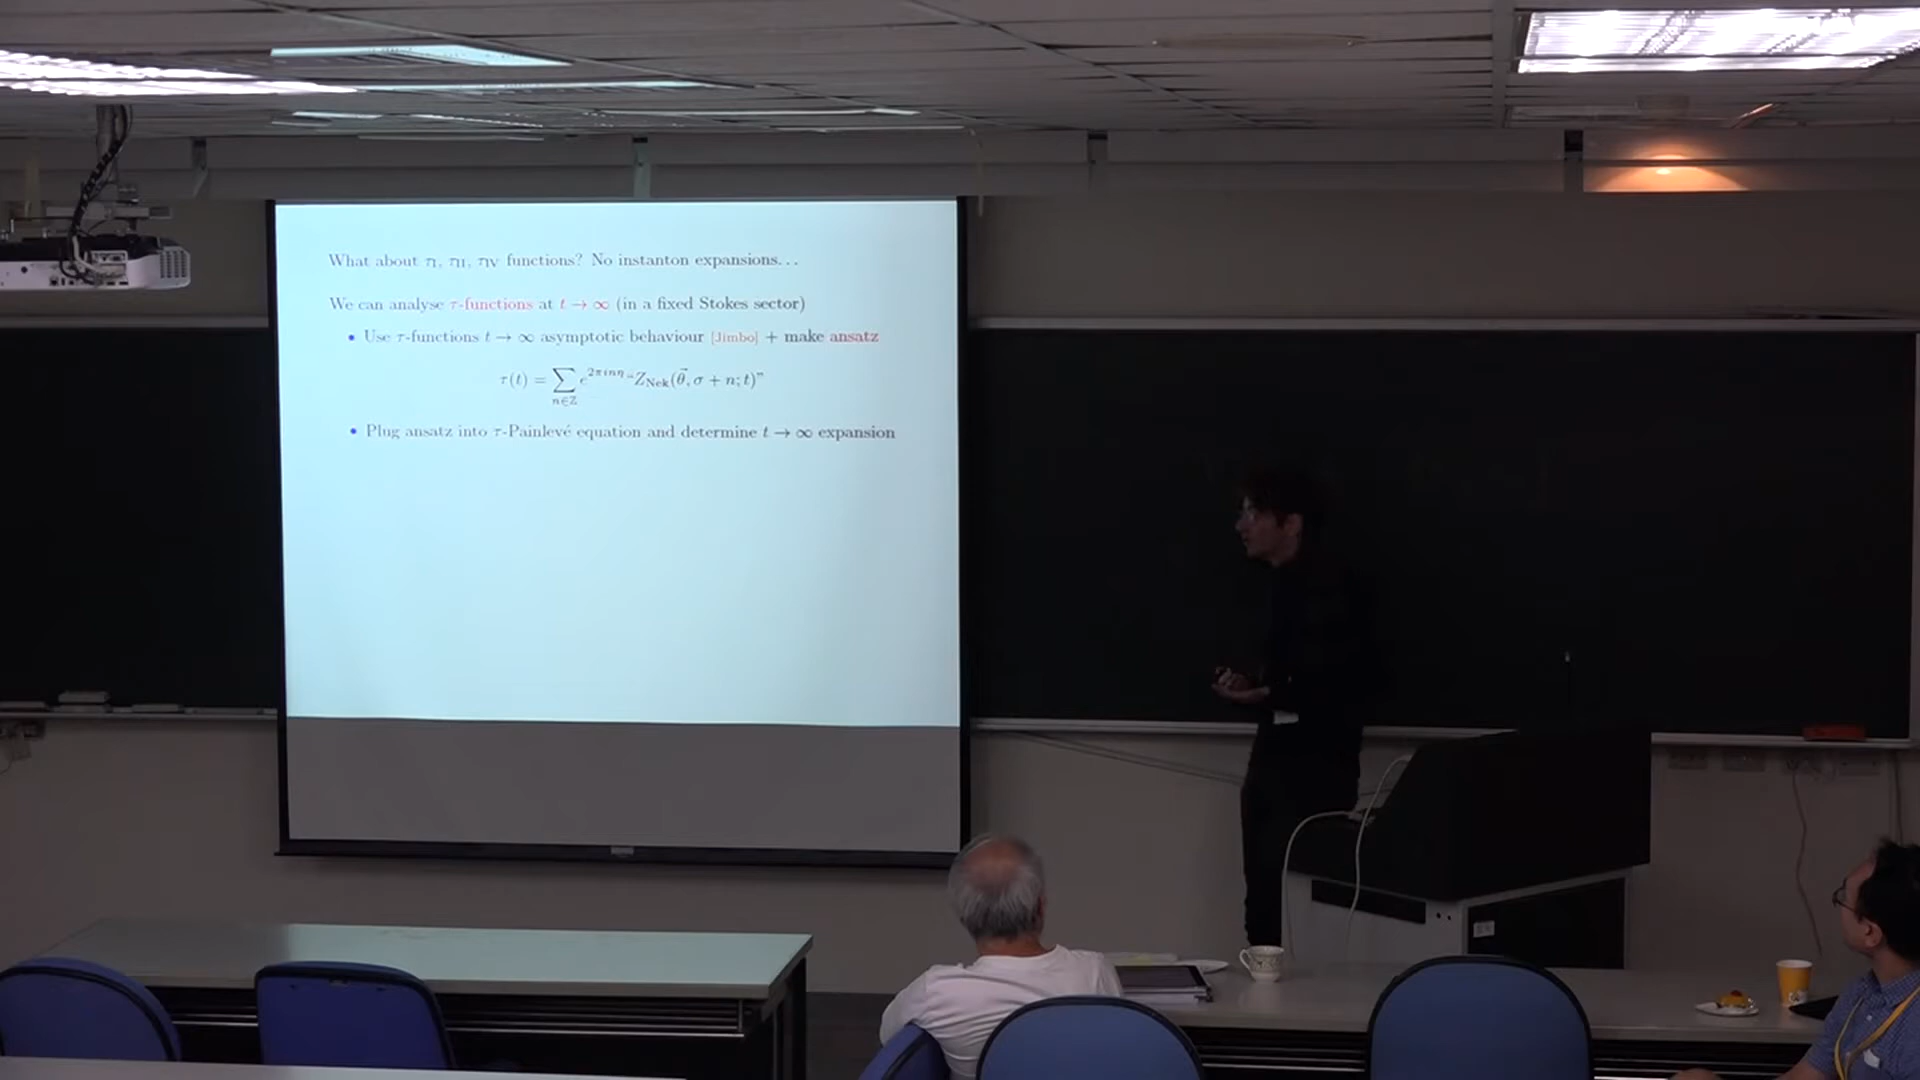 What about τI, τII, τIV functions? No instanton expansions...
We can analyse τ-functions at t → ∞ (in a fixed Stokes sector)
• Use τ-functions t → ∞ asymptotic behaviour [Jimbo] + make ansatz
τ(t) = ∑_{n∈ℤ} e^{2πinη} “Z_Nek(θ⃗, σ + n; t)”
• Plug ansatz into τ-Painlevé equation and determine t → ∞ expansion